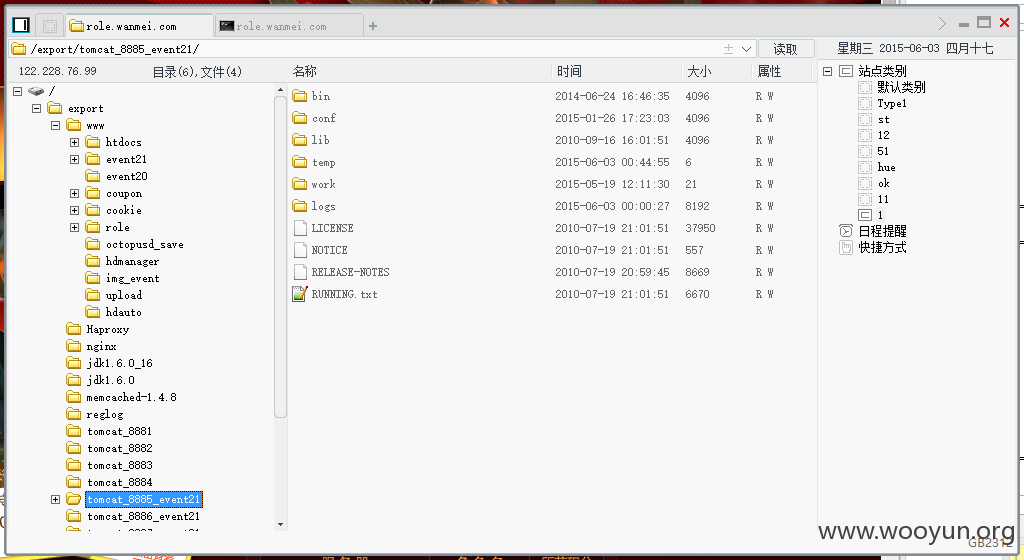 role.wanmei.com
role.wanmei.com
/export/tomcat_8885_event21/
读取
星期三 2015-06-03 四月十七
122.228.76.99
目录(6),文件(4)
名称 时间 大小 属性
/
export
www
htdocs
event21
event20
coupon
cookie
role
octopusd_save
hdmanager
img_event
upload
hdauto
Haproxy
nginx
jdk1.6.0_16
jdk1.6.0
memcached-1.4.8
reglog
tomcat_8881
tomcat_8882
tomcat_8883
tomcat_8884
tomcat_8885_event21
tomcat_8886_event21
bin 2014-06-24 16:46:35 4096 R W
conf 2015-01-26 17:23:03 4096 R W
lib 2010-09-16 16:01:51 4096 R W
temp 2015-06-03 00:44:55 6 R W
work 2015-05-19 12:11:30 21 R W
logs 2015-06-03 00:00:27 8192 R W
LICENSE 2010-07-19 21:01:51 37950 R W
NOTICE 2010-07-19 21:01:51 557 R W
RELEASE-NOTES 2010-07-19 20:59:45 8669 R W
RUNNING.txt 2010-07-19 21:01:51 6670 R W
站点类别
默认类别
Type1
st
12
51
hue
ok
11
1
日程提醒
快捷方式
www.wooyun.org
GB2312